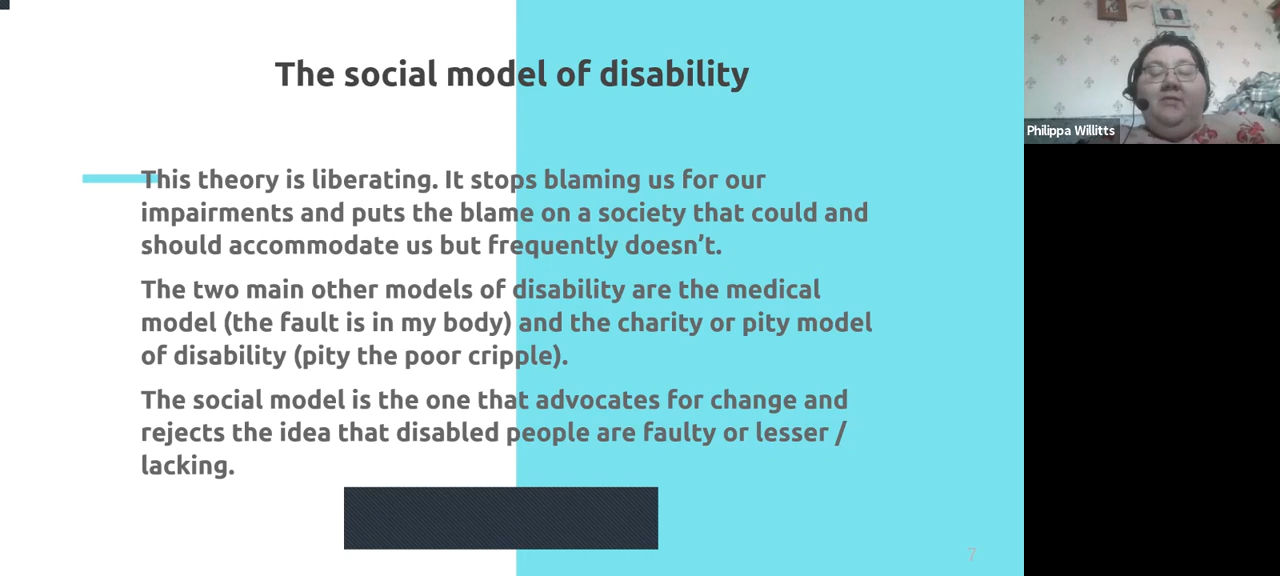 The social model of disability
This theory is liberating. It stops blaming us for our
impairments and puts the blame on a society that could and
should accommodate us but frequently doesn’t.
The two main other models of disability are the medical
model (the fault is in my body) and the charity or pity model
of disability (pity the poor cripple).
The social model is the one that advocates for change and
rejects the idea that disabled people are faulty or lesser /
lacking.
7
Philippa Willitts